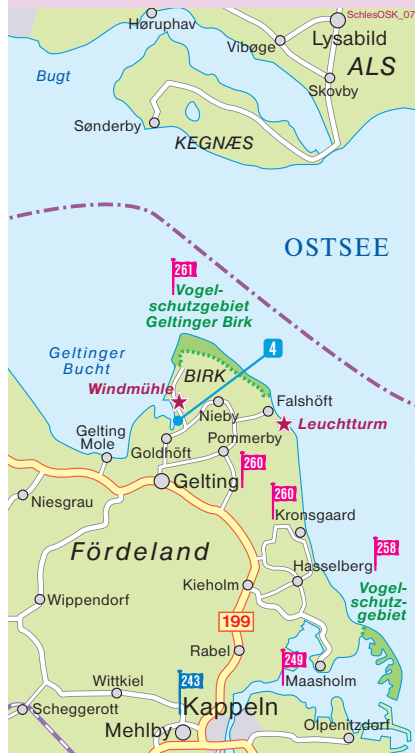 SchlesOSK_07
Høruphav
Vibøge
Lysabild
ALS
Bugt
Skovby
Sønderby
KEGNÆS
OSTSEE
261
Vogel-
schutzgebiet
Geltinger Birk
Geltinger
Bucht
4
BIRK
Windmühle
Falshöft
Nieby
Leuchtturm
Gelting
Mole
Goldhöft
Pommerby
260
Gelting
260
Niesgrau
Kronsgaard
Fördeland
258
Hasselberg
Kieholm
Vogel-
schutz-
gebiet
Wippendorf
199
Rabel
249
Maasholm
Wittkiel
243
Scheggerott
Kappeln
Mehlby
Olpenitzdorf